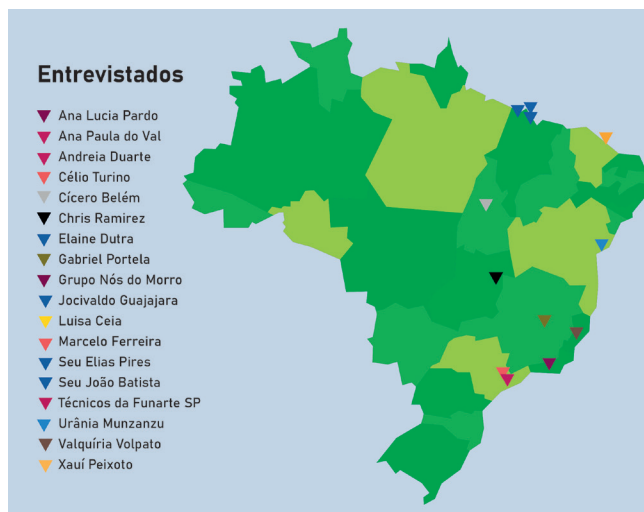 Entrevistados
Ana Lucia Pardo
Ana Paula do Val
Andreia Duarte
Célio Turino
Cícero Belém
Chris Ramirez
Elaine Dutra
Gabriel Portela
Grupo Nós do Morro
Jocivaldo Guajajara
Luisa Ceia
Marcelo Ferreira
Seu Elias Pires
Seu João Batista
Técnicos da Funarte SP
Urânia Munzanzu
Valquíria Volpato
Xauí Peixoto